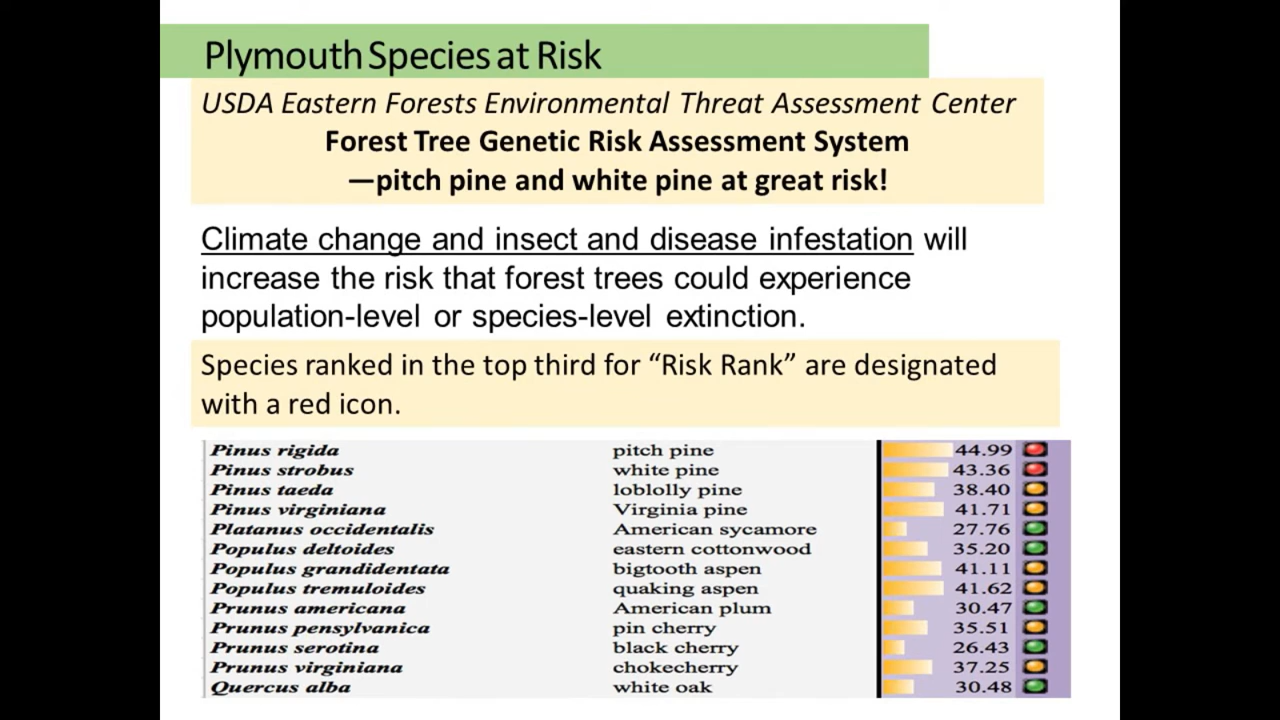 Plymouth Species at Risk
USDA Eastern Forests Environmental Threat Assessment Center
Forest Tree Genetic Risk Assessment System
—pitch pine and white pine at great risk!
Climate change and insect and disease infestation will
increase the risk that forest trees could experience
population-level or species-level extinction.
Species ranked in the top third for “Risk Rank” are designated
with a red icon.
Pinus rigida pitch pine 44.99
Pinus strobus white pine 43.36
Pinus taeda loblolly pine 38.40
Pinus virginiana Virginia pine 41.71
Platanus occidentalis American sycamore 27.76
Populus deltoides eastern cottonwood 35.20
Populus grandidentata bigtooth aspen 41.11
Populus tremuloides quaking aspen 41.62
Prunus americana American plum 30.47
Prunus pensylvanica pin cherry 35.51
Prunus serotina black cherry 26.43
Prunus virginiana chokecherry 37.25
Quercus alba white oak 30.48